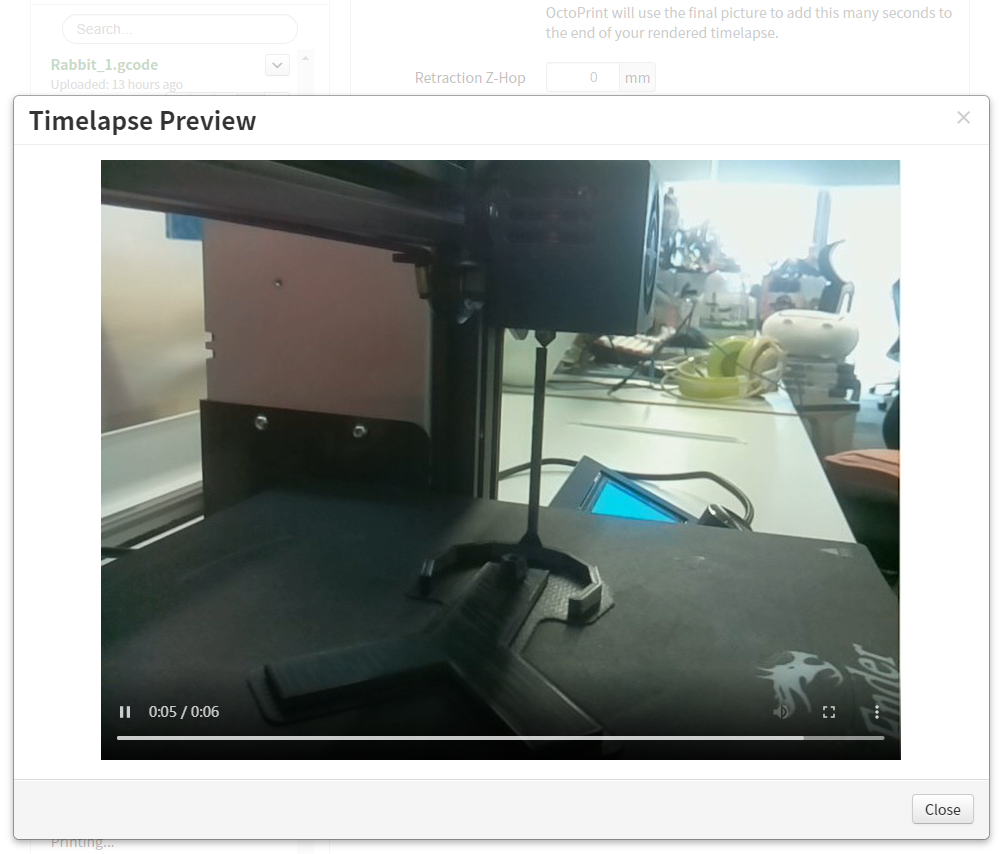 OctoPrint will use the final picture to add this many seconds to
the end of your rendered timelapse.
Search...
Rabbit_1.gcode
Uploaded: 13 hours ago
Retraction Z-Hop
0
mm
Timelapse Preview
0:05 / 0:06
Ender
Close
Printing...